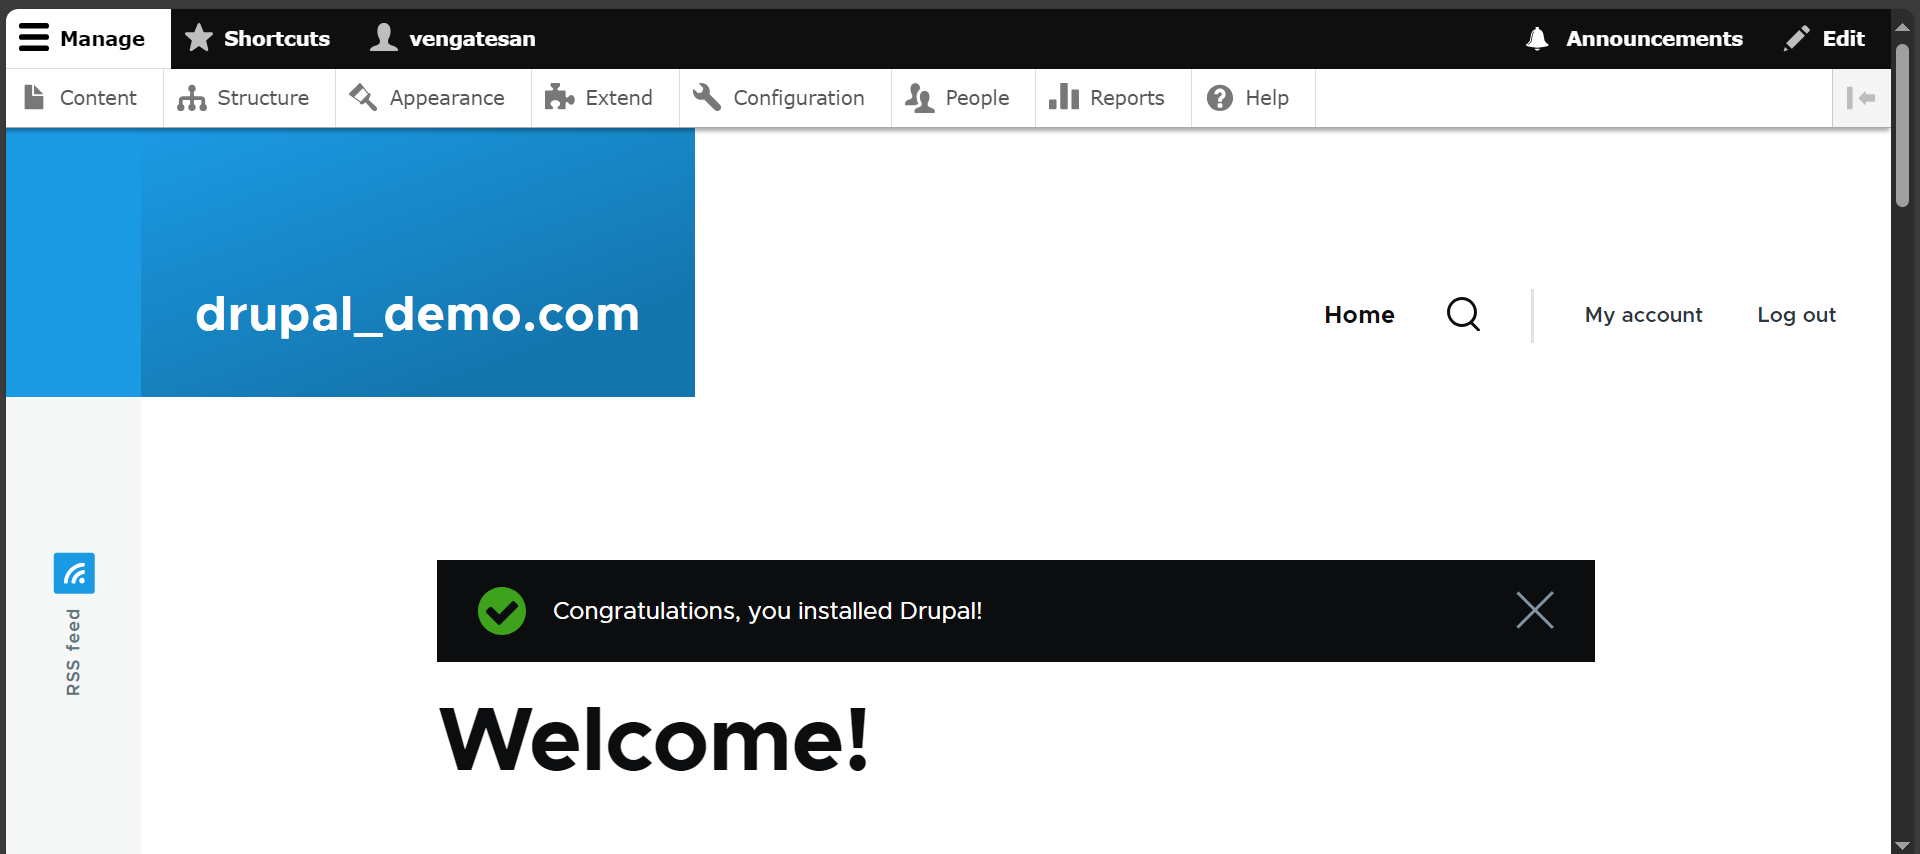 Manage Shortcuts vengatesan Announcements Edit
Content Structure Appearance Extend Configuration People Reports Help
drupal_demo.com
Home My account Log out
RSS feed
Congratulations, you installed Drupal!
Welcome!